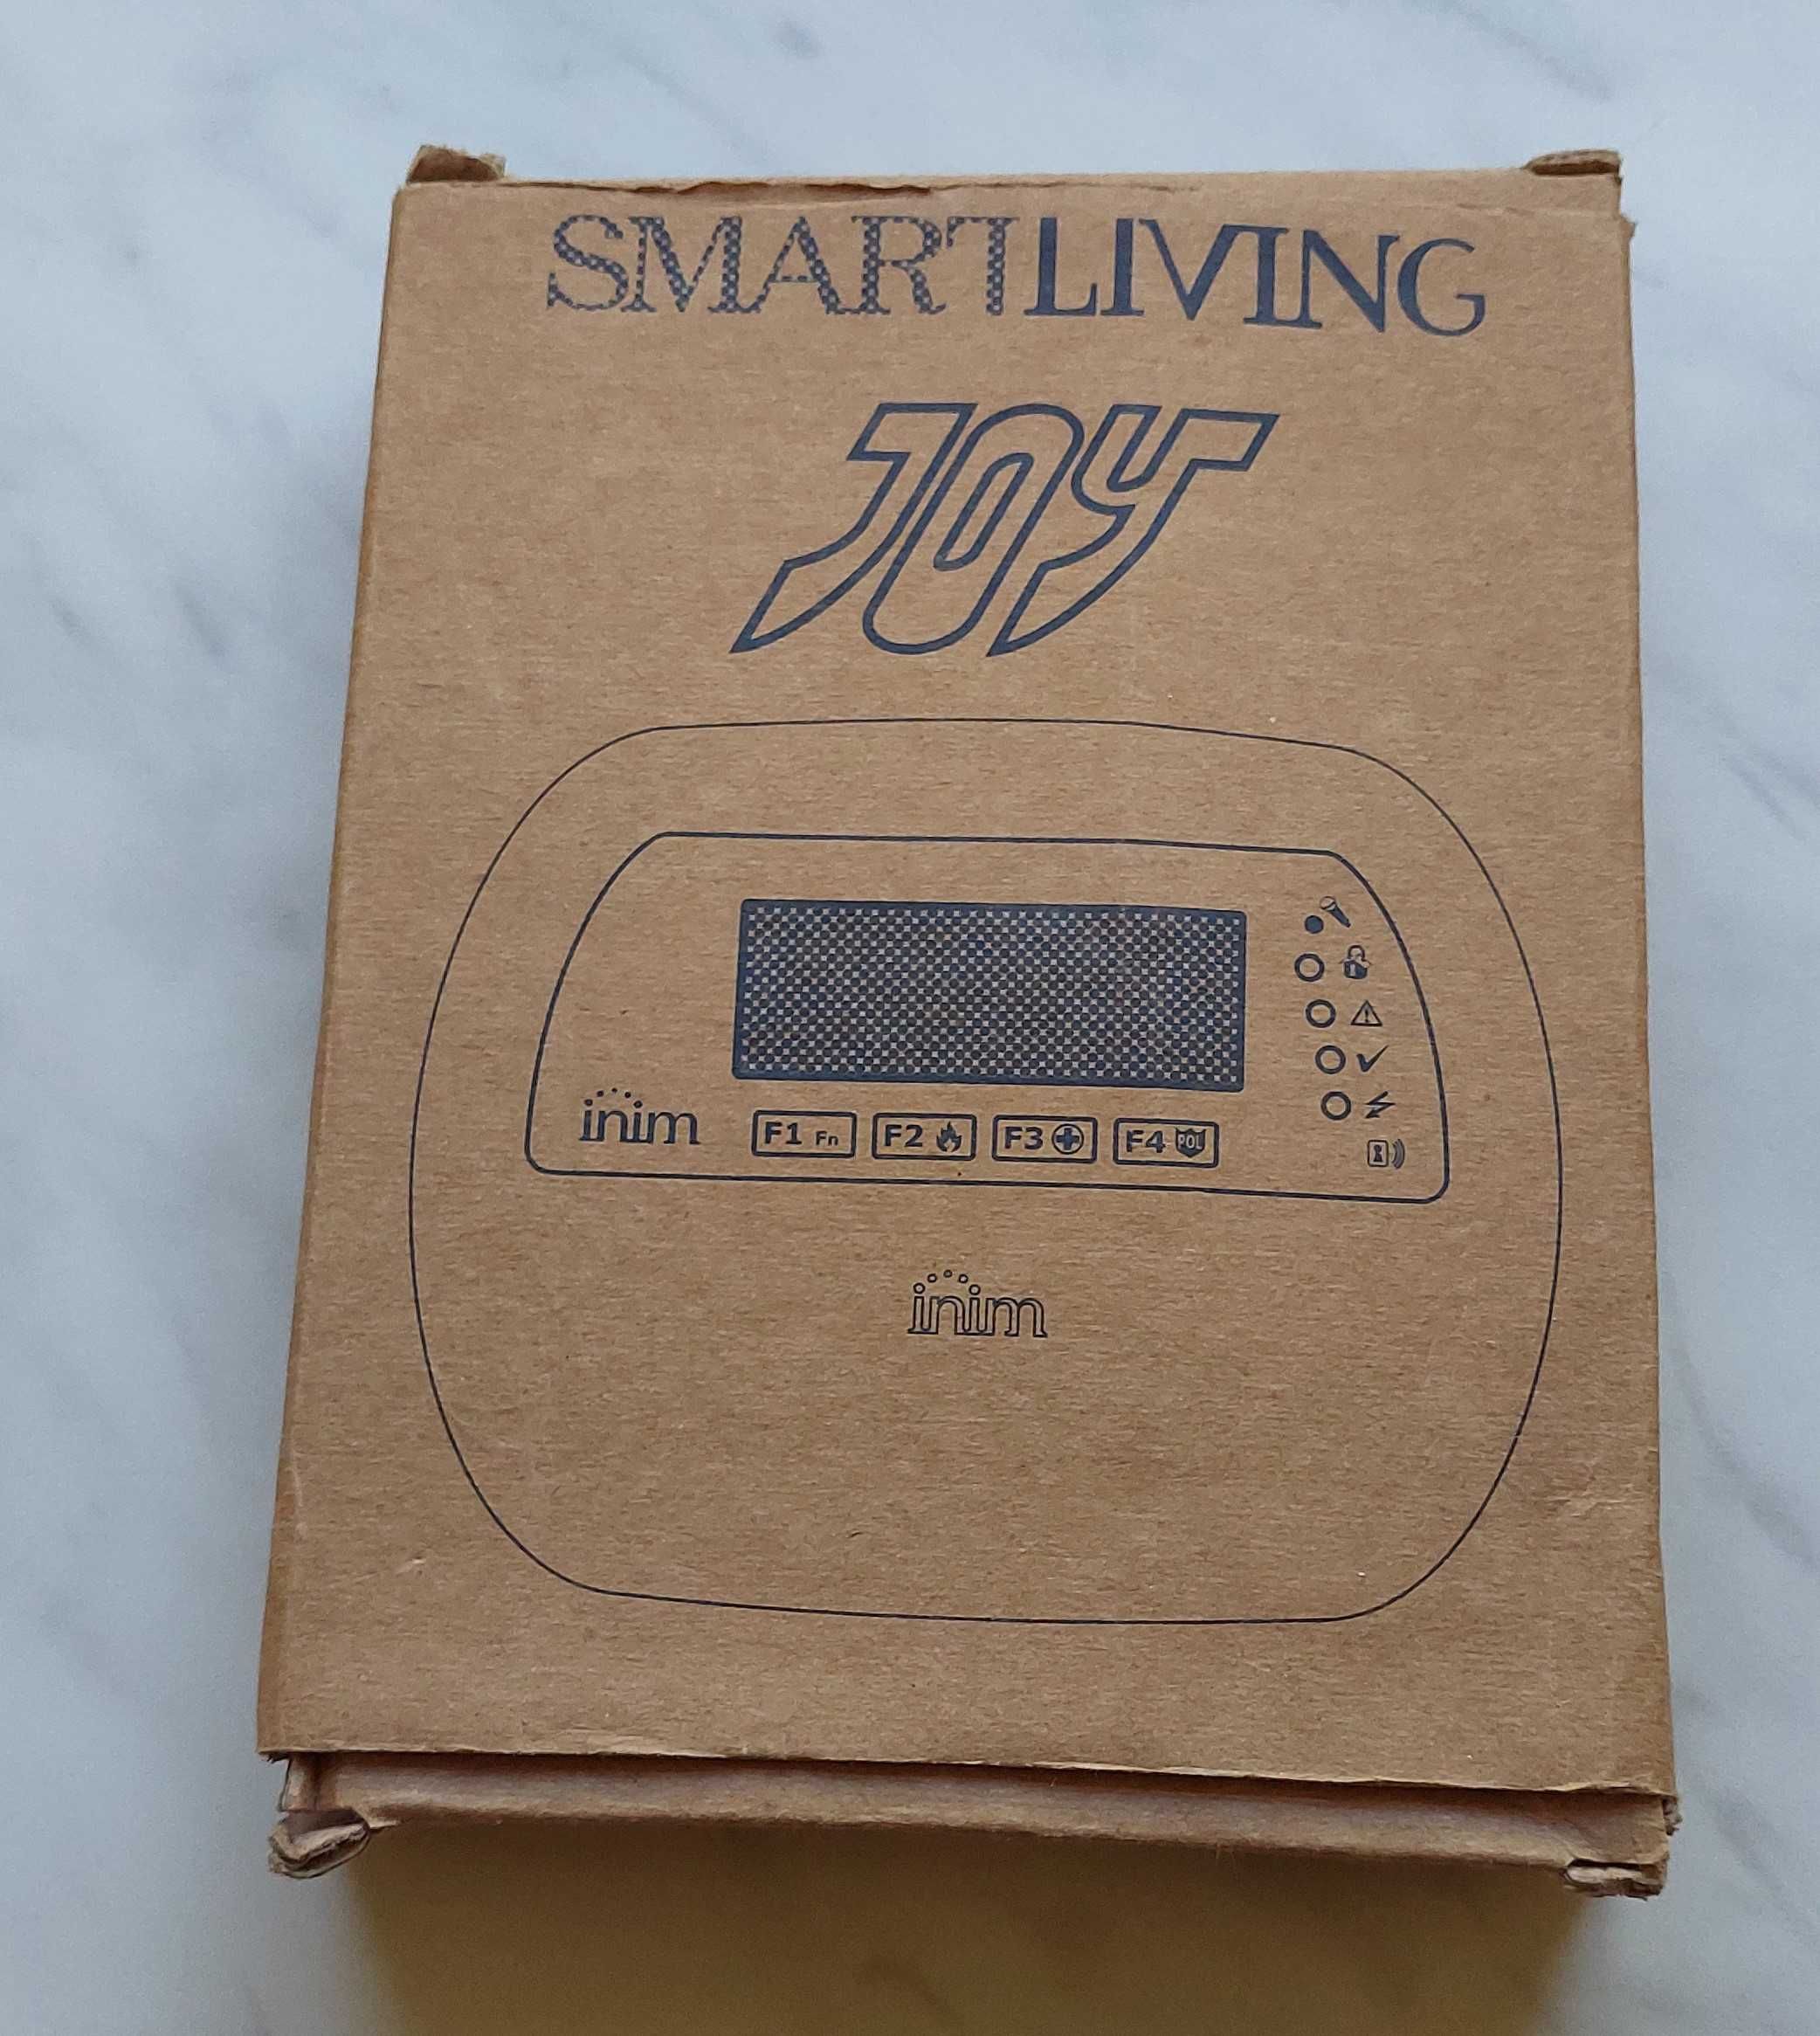 SMARTLIVING
JOY
inim
F1 Fn F2 F3 F4 POL
inim